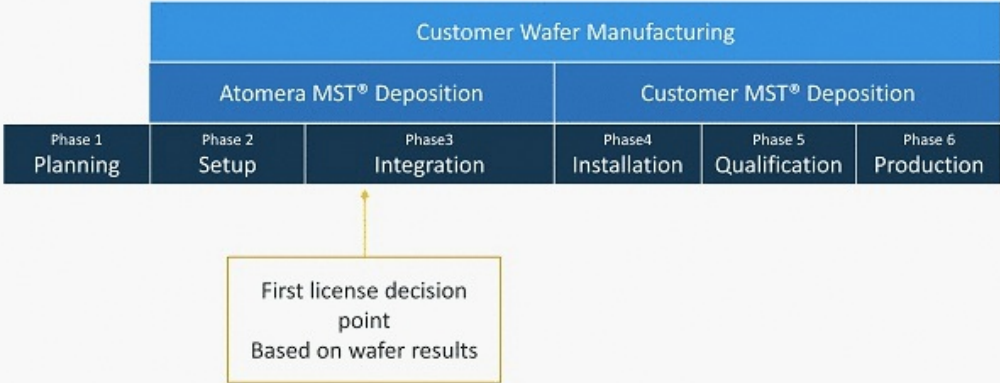 Customer Wafer Manufacturing
Atomera MST® Deposition
Customer MST® Deposition
Phase 1
Planning
Phase 2
Setup
Phase3
Integration
Phase4
Installation
Phase 5
Qualification
Phase 6
Production
First license decision
point
Based on wafer results